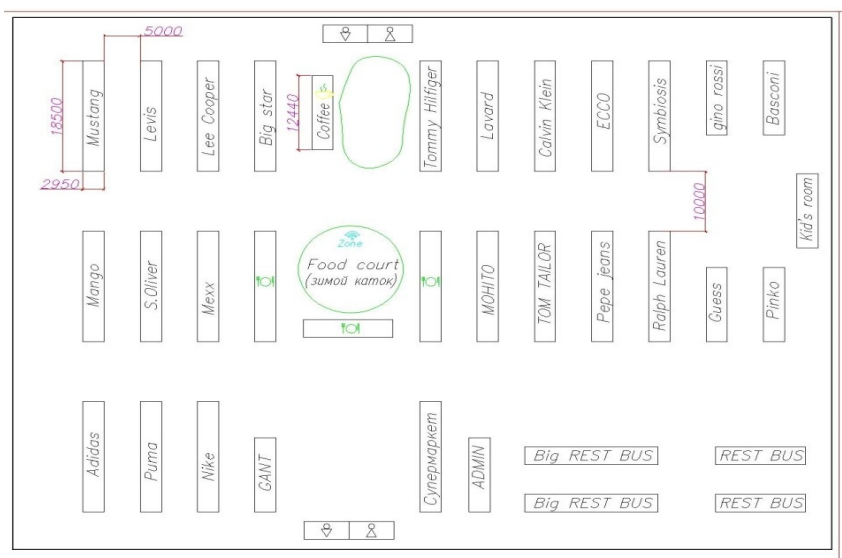 5000
18500
2950
Mustang
Levis
Lee Cooper
Big star
12440
Coffee
Tommy Hilfiger
Lavard
Calvin Klein
ECCO
Symbiosis
gino rossi
Basconi
10000
Kid's room
Mango
S.Oliver
Mexx
Zone
Food court
(зимой каток)
MOHITO
TOM TAILOR
Pepe jeans
Ralph Lauren
Guess
Pinko
Adidas
Puma
Nike
GANT
Супермаркет
ADMIN
Big REST BUS
REST BUS
Big REST BUS
REST BUS